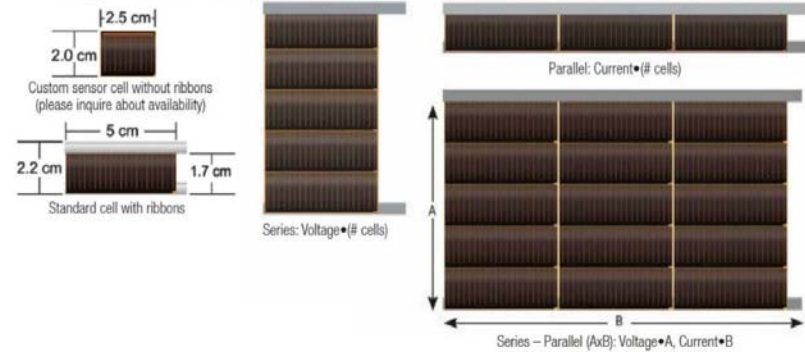 2.5 cm
2.0 cm
Custom sensor cell without ribbons
(please inquire about availability)
5 cm
2.2 cm
1.7 cm
Standard cell with ribbons
Series: Voltage•(# cells)
Parallel: Current•(# cells)
A
B
Series – Parallel (AxB): Voltage•A, Current•B